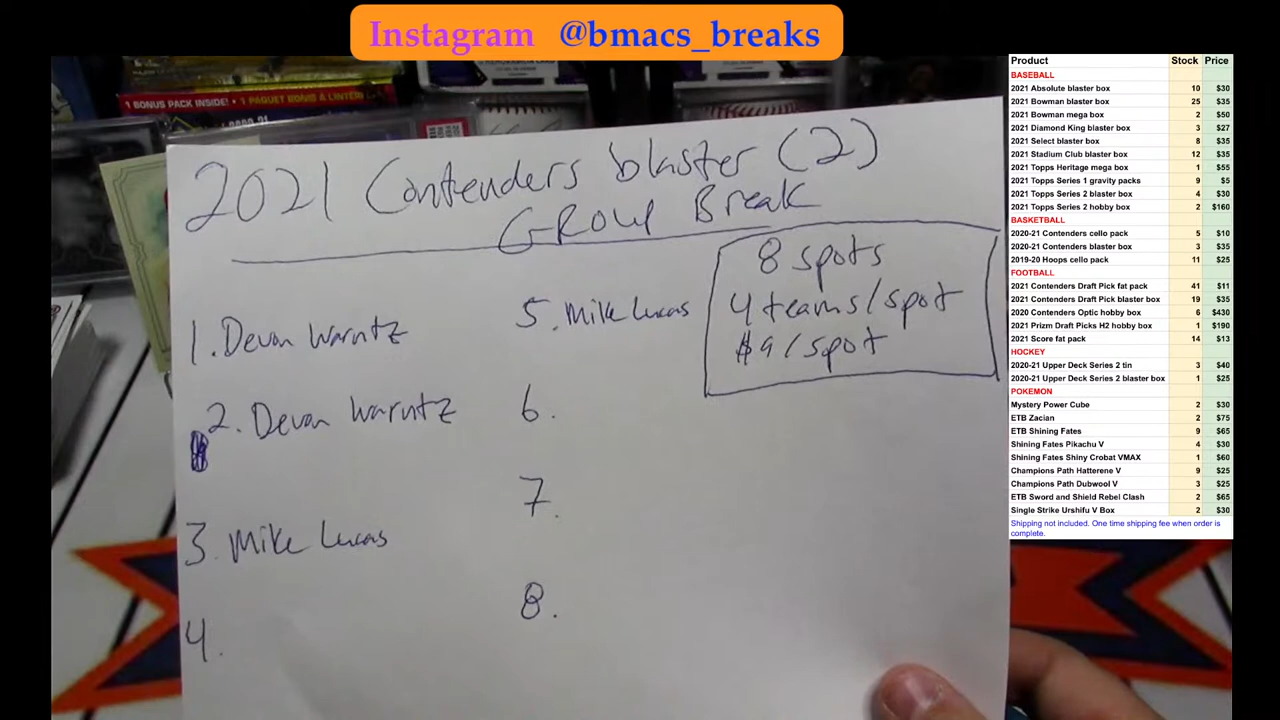 Instagram @bmacs_breaks
1 BONUS PACK INSIDE! • 1 PAQUET BONIS À L'INTÉRI
2021 Contenders blaster (2)
GROUP Break
8 spots
4 teams/spot
$9/spot
1. Devon Warntz
2. Devon Warntz
3. Mike Lucas
4.
5. Mike Lucas
6.
7.
8.
Product Stock Price
BASEBALL
2021 Absolute blaster box 10 $30
2021 Bowman blaster box 25 $35
2021 Bowman mega box 2 $50
2021 Diamond King blaster box 3 $27
2021 Select blaster box 8 $35
2021 Stadium Club blaster box 12 $35
2021 Topps Heritage mega box 1 $55
2021 Topps Series 1 gravity packs 9 $5
2021 Topps Series 2 blaster box 4 $30
2021 Topps Series 2 hobby box 2 $160
BASKETBALL
2020-21 Contenders cello pack 5 $10
2020-21 Contenders blaster box 3 $35
2019-20 Hoops cello pack 11 $25
FOOTBALL
2021 Contenders Draft Pick fat pack 41 $11
2021 Contenders Draft Pick blaster box 19 $35
2020 Contenders Optic hobby box 6 $430
2021 Prizm Draft Picks H2 hobby box 1 $190
2021 Score fat pack 14 $13
HOCKEY
2020-21 Upper Deck Series 2 tin 3 $40
2020-21 Upper Deck Series 2 blaster box 1 $25
POKEMON
Mystery Power Cube 2 $30
ETB Zacian 2 $75
ETB Shining Fates 9 $65
Shining Fates Pikachu V 4 $30
Shining Fates Shiny Crobat VMAX 1 $60
Champions Path Hatterene V 9 $25
Champions Path Dubwool V 3 $25
ETB Sword and Shield Rebel Clash 2 $65
Single Strike Urshifu V Box 2 $30
Shipping not included. One time shipping fee when order is
complete.